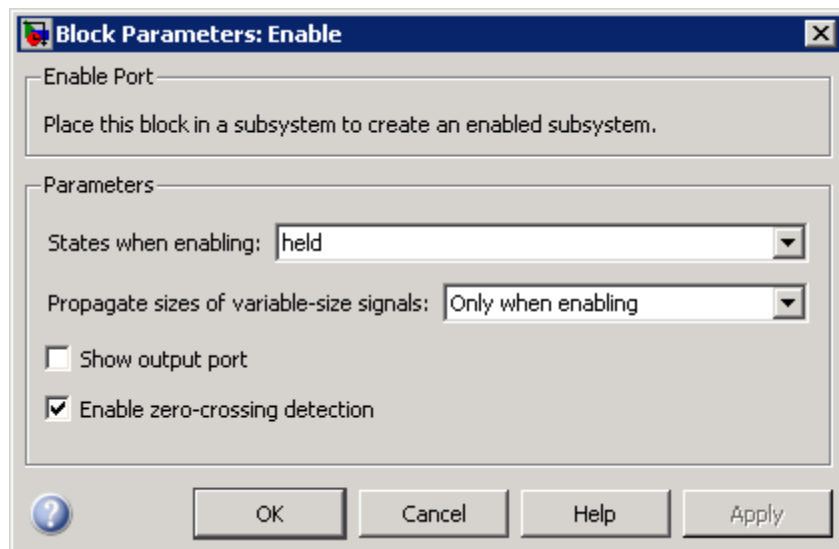 Block Parameters: Enable
Enable Port
Place this block in a subsystem to create an enabled subsystem.
Parameters
States when enabling: held
Propagate sizes of variable-size signals: Only when enabling
Show output port
Enable zero-crossing detection
? OK Cancel Help Apply